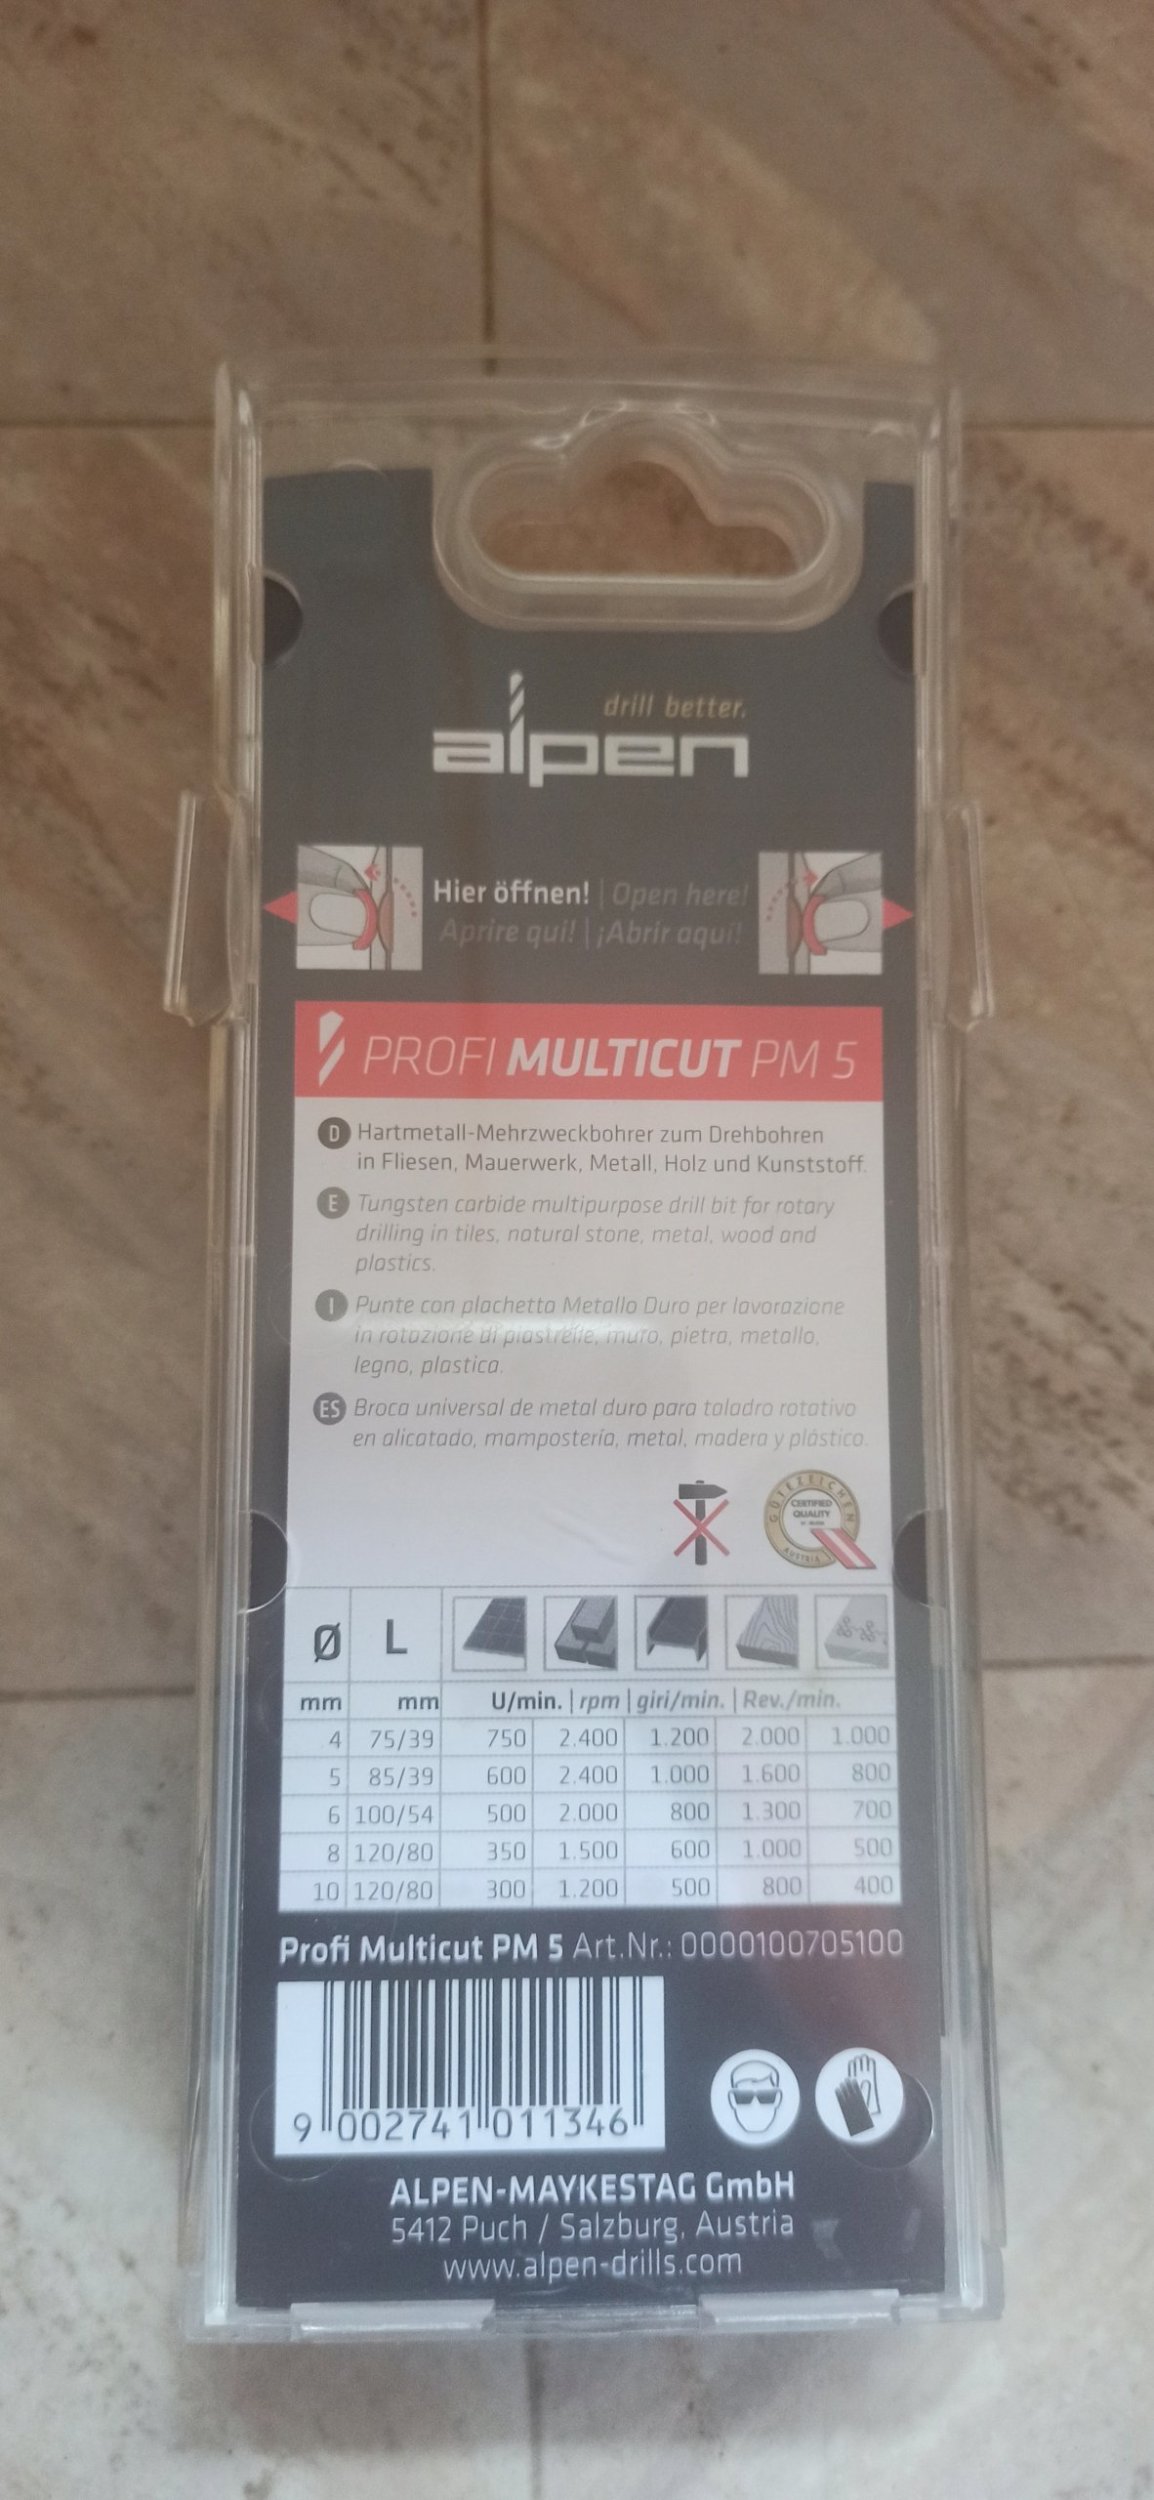 drill better.
alpen
Hier öffnen! | Open here!
Aprire qui! | ¡Abrir aquí!
PROFI MULTICUT PM 5
D Hartmetall-Mehrzweckbohrer zum Drehbohren
in Fliesen, Mauerwerk, Metall, Holz und Kunststoff.
E Tungsten carbide multipurpose drill bit for rotary
drilling in tiles, natural stone, metal, wood and
plastics.
I Punte con plachetta Metallo Duro per lavorazione
in rotazione di piastrelle, muro, pietra, metallo,
legno, plastica.
ES Broca universal de metal duro para taladro rotativo
en alicatado, mampostería, metal, madera y plástico.
GÜTEZEICHEN
CERTIFIED
QUALITY
AUSTRIA
Ø L
mm mm U/min. | rpm | giri/min. | Rev./min.
4 75/39 750 2.400 1.200 2.000 1.000
5 85/39 600 2.400 1.000 1.600 800
6 100/54 500 2.000 800 1.300 700
8 120/80 350 1.500 600 1.000 500
10 120/80 300 1.200 500 800 400
Profi Multicut PM 5 Art.Nr.: 0000100705100
9 002741 011346
ALPEN-MAYKESTAG GmbH
5412 Puch / Salzburg, Austria
www.alpen-drills.com